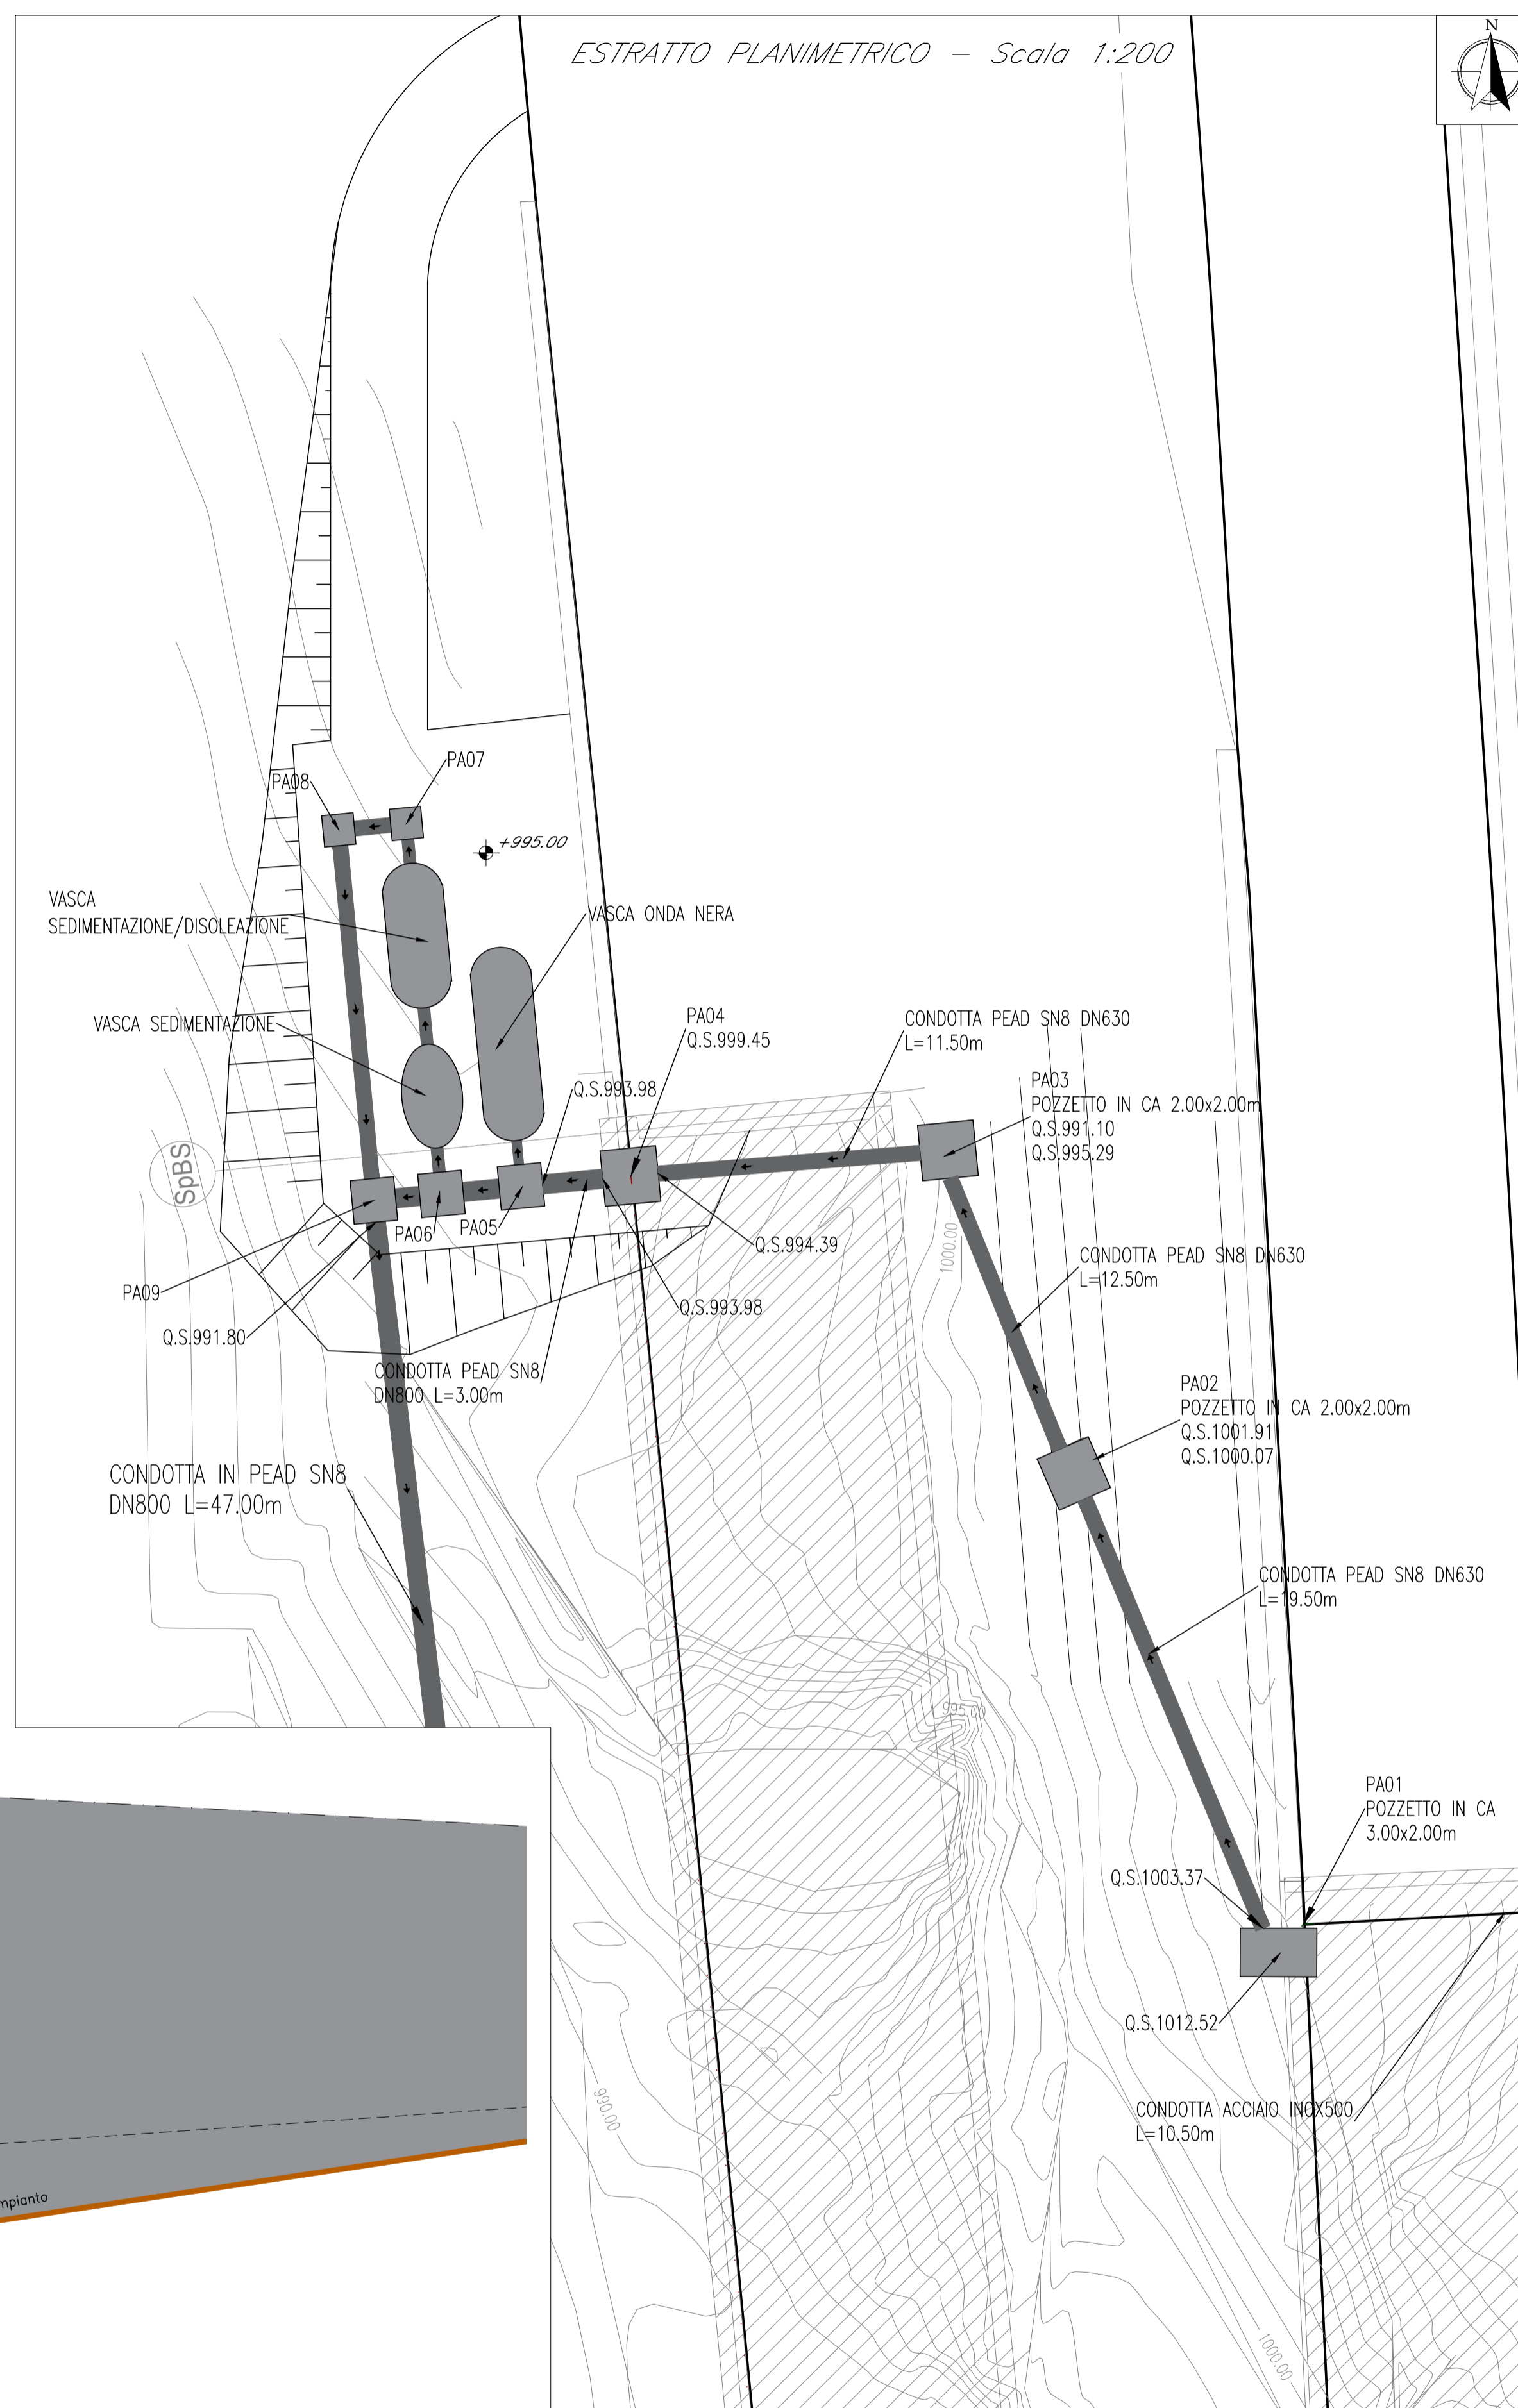 ESTRATTO PLANIMETRICO – Scala 1:200
N
PA07
PA08
+995.00
VASCA
SEDIMENTAZIONE/DISOLEAZIONE
VASCA ONDA NERA
VASCA SEDIMENTAZIONE
PA04
Q.S.999.45
CONDOTTA PEAD SN8 DN630
L=11.50m
Q.S.993.98
PA03
POZZETTO IN CA 2.00x2.00m
Q.S.991.10
Q.S.995.29
SpBS
PA06
PA05
Q.S.994.39
1000.00
CONDOTTA PEAD SN8 DN630
L=12.50m
PA09
Q.S.993.98
Q.S.991.80
CONDOTTA PEAD SN8
DN800 L=3.00m
PA02
POZZETTO IN CA 2.00x2.00m
Q.S.1001.91
Q.S.1000.07
CONDOTTA IN PEAD SN8
DN800 L=47.00m
CONDOTTA PEAD SN8 DN630
L=19.50m
995.00
PA01
POZZETTO IN CA
3.00x2.00m
Q.S.1003.37
Q.S.1012.52
990.00
CONDOTTA ACCIAIO INOX500
L=10.50m
mpianto
1000.00